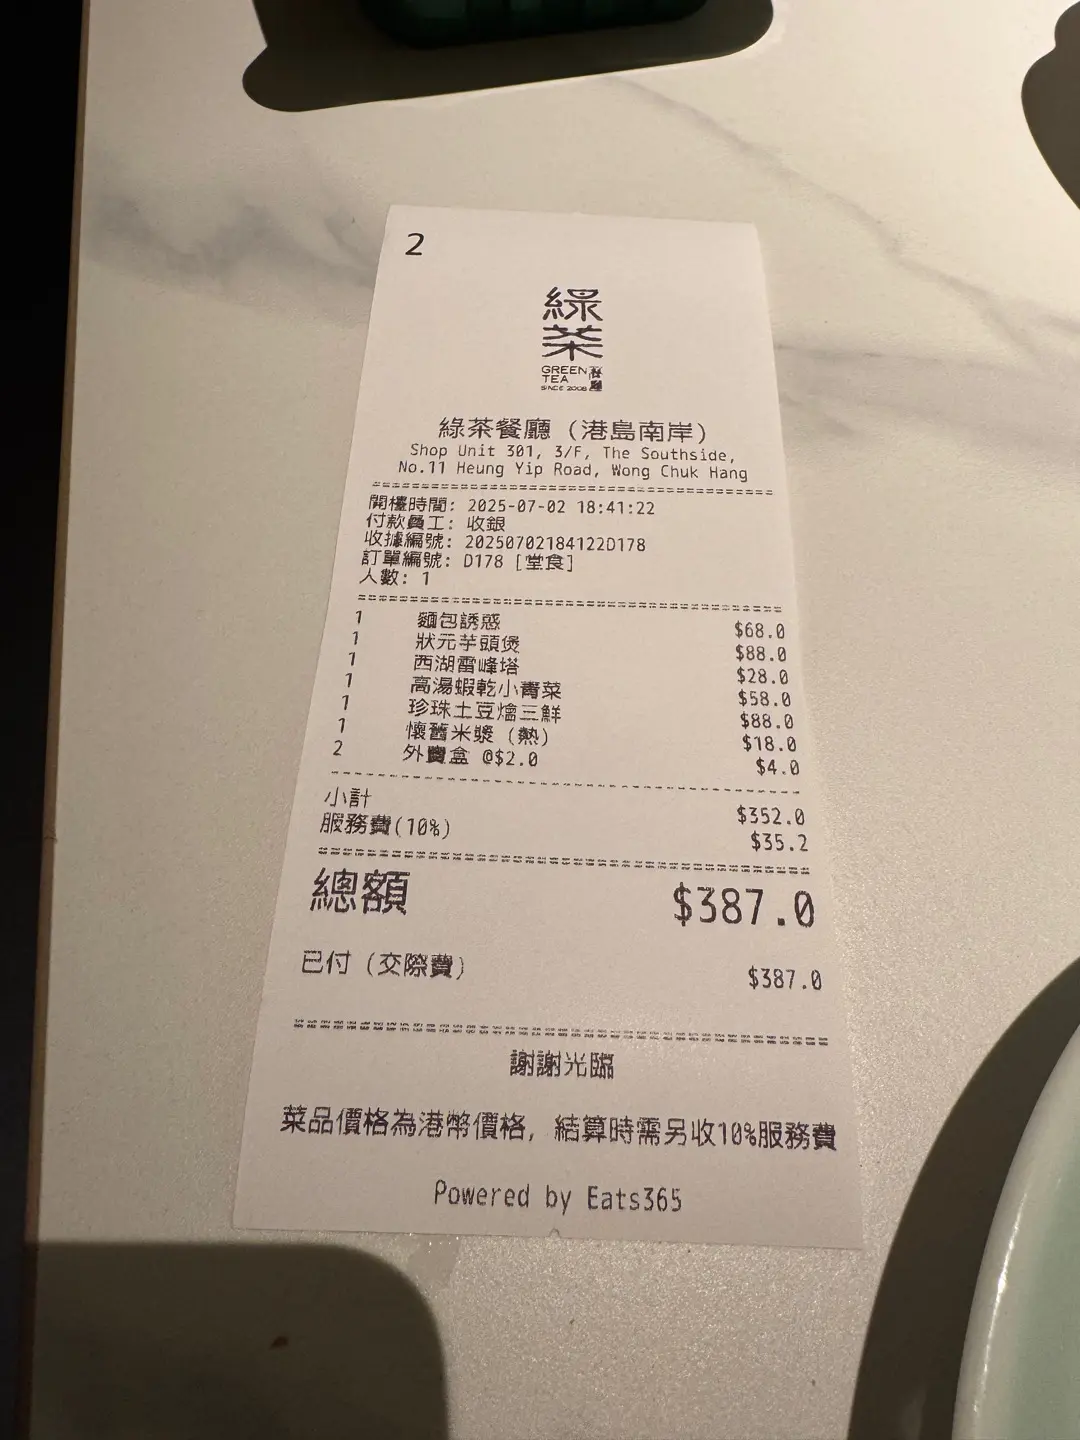 2
綠
茶
GREEN
TEA
餐廳
SINCE 2008
綠茶餐廳 (港島南岸)
Shop Unit 301, 3/F, The Southside,
No.11 Heung Yip Road, Wong Chuk Hang
開檯時間: 2025-07-02 18:41:22
付款員工: 收銀
收據編號: 20250702184122D178
訂單編號: D178 [堂食]
人數: 1
1 麵包誘惑 $68.0
1 狀元芋頭煲 $88.0
1 西湖雷峰塔 $28.0
1 高湯蝦乾小青菜 $58.0
1 珍珠土豆燴三鮮 $88.0
1 懷舊米漿 (熱) $18.0
2 外賣盒 @$2.0 $4.0
小計 $352.0
服務費(10%) $35.2
總額 $387.0
已付 (交際費) $387.0
謝謝光臨
菜品價格為港幣價格, 結算時需另收10%服務費
Powered by Eats365